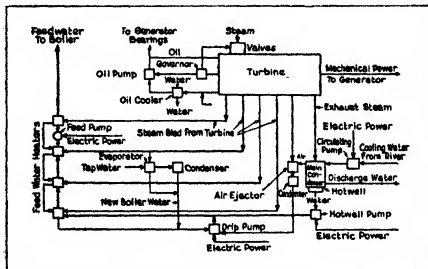 Feedwater
To Boiler
To Generator
Bearings
Steam
Oil
Valves
Governor
Oil Pump
Water
Turbine
Mechanical Power
To Generator
Oil Cooler
Water
Exhaust Steam
Feed Pump
Electric Power
Steam Bled From Turbine
Electric Power
Circulating
Pump
Cooling Water
From River
Feed Water Heaters
Evaporator
Tap Water
Condenser
Air
Main
Con-
denser
Discharge Water
Air Ejector
Condenser
Hotwell
Water
New Boiler Water
Hotwell Pump
Drip Pump
Electric Power
Electric Power